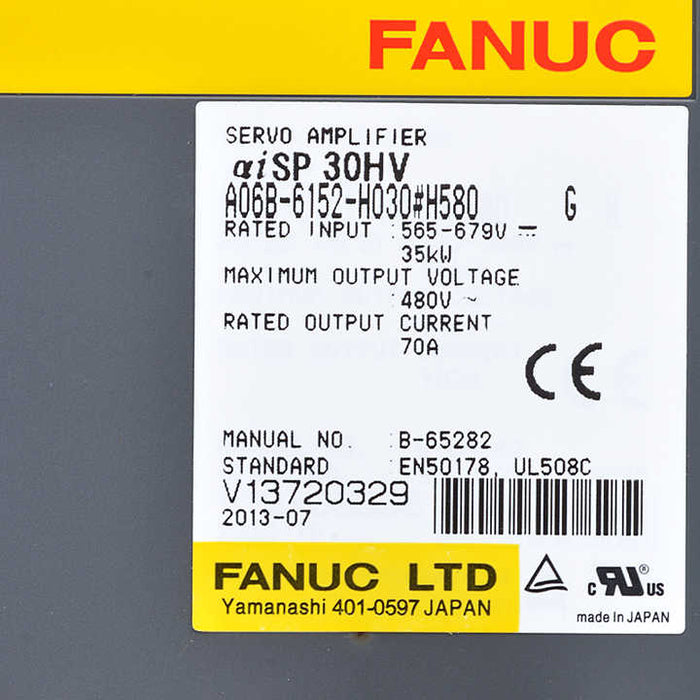 FANUC
SERVO AMPLIFIER
αiSP 30HV
A06B-6152-H030#H580 G
RATED INPUT :565-679V ⎓
35kW
MAXIMUM OUTPUT VOLTAGE
:480V ~
RATED OUTPUT CURRENT
70A
CE
MANUAL NO. :B-65282
STANDARD :EN50178, UL508C
V13720329
2013-07
FANUC LTD
Yamanashi 401-0597 JAPAN
c RU® US
made In JAPAN